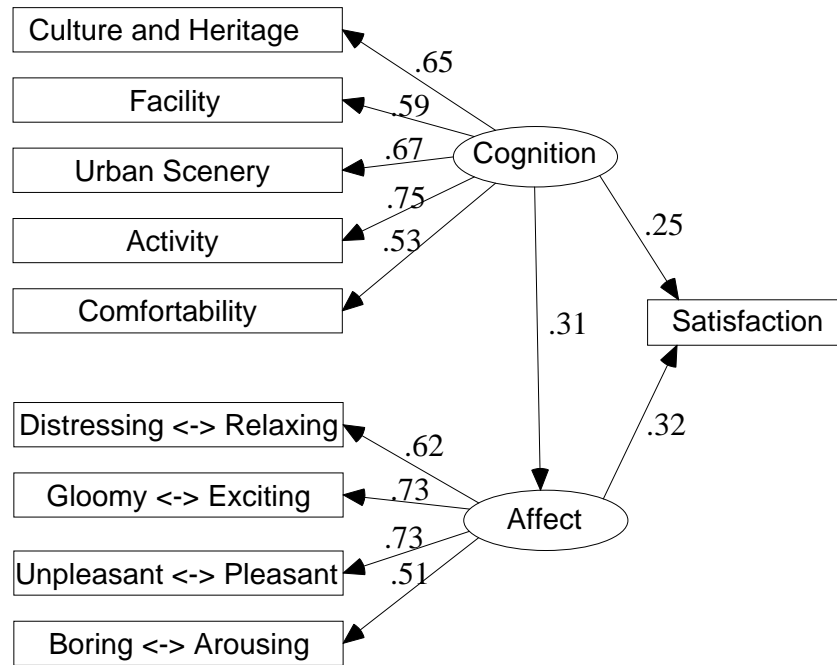 Culture and Heritage
.65
Facility
.59
Cognition
Urban Scenery
.67
.75
Activity
.53
.25
Comfortability
.31
Satisfaction
Distressing <-> Relaxing
.62
.32
Gloomy <-> Exciting
.73
Affect
.73
Unpleasant <-> Pleasant
.51
Boring <-> Arousing